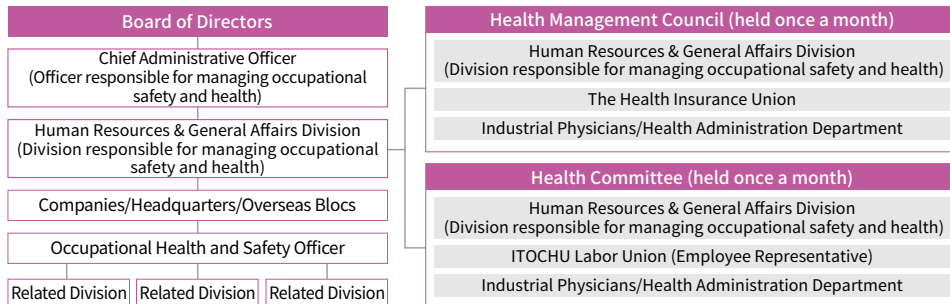 Board of Directors
Chief Administrative Officer
(Officer responsible for managing occupational
safety and health)
Human Resources & General Affairs Division
(Division responsible for managing occupational
safety and health)
Companies/Headquarters/Overseas Blocs
Occupational Health and Safety Officer
Related Division
Related Division
Related Division
Health Management Council (held once a month)
Human Resources & General Affairs Division
(Division responsible for managing occupational safety and health)
The Health Insurance Union
Industrial Physicians/Health Administration Department
Health Committee (held once a month)
Human Resources & General Affairs Division
(Division responsible for managing occupational safety and health)
ITOCHU Labor Union (Employee Representative)
Industrial Physicians/Health Administration Department